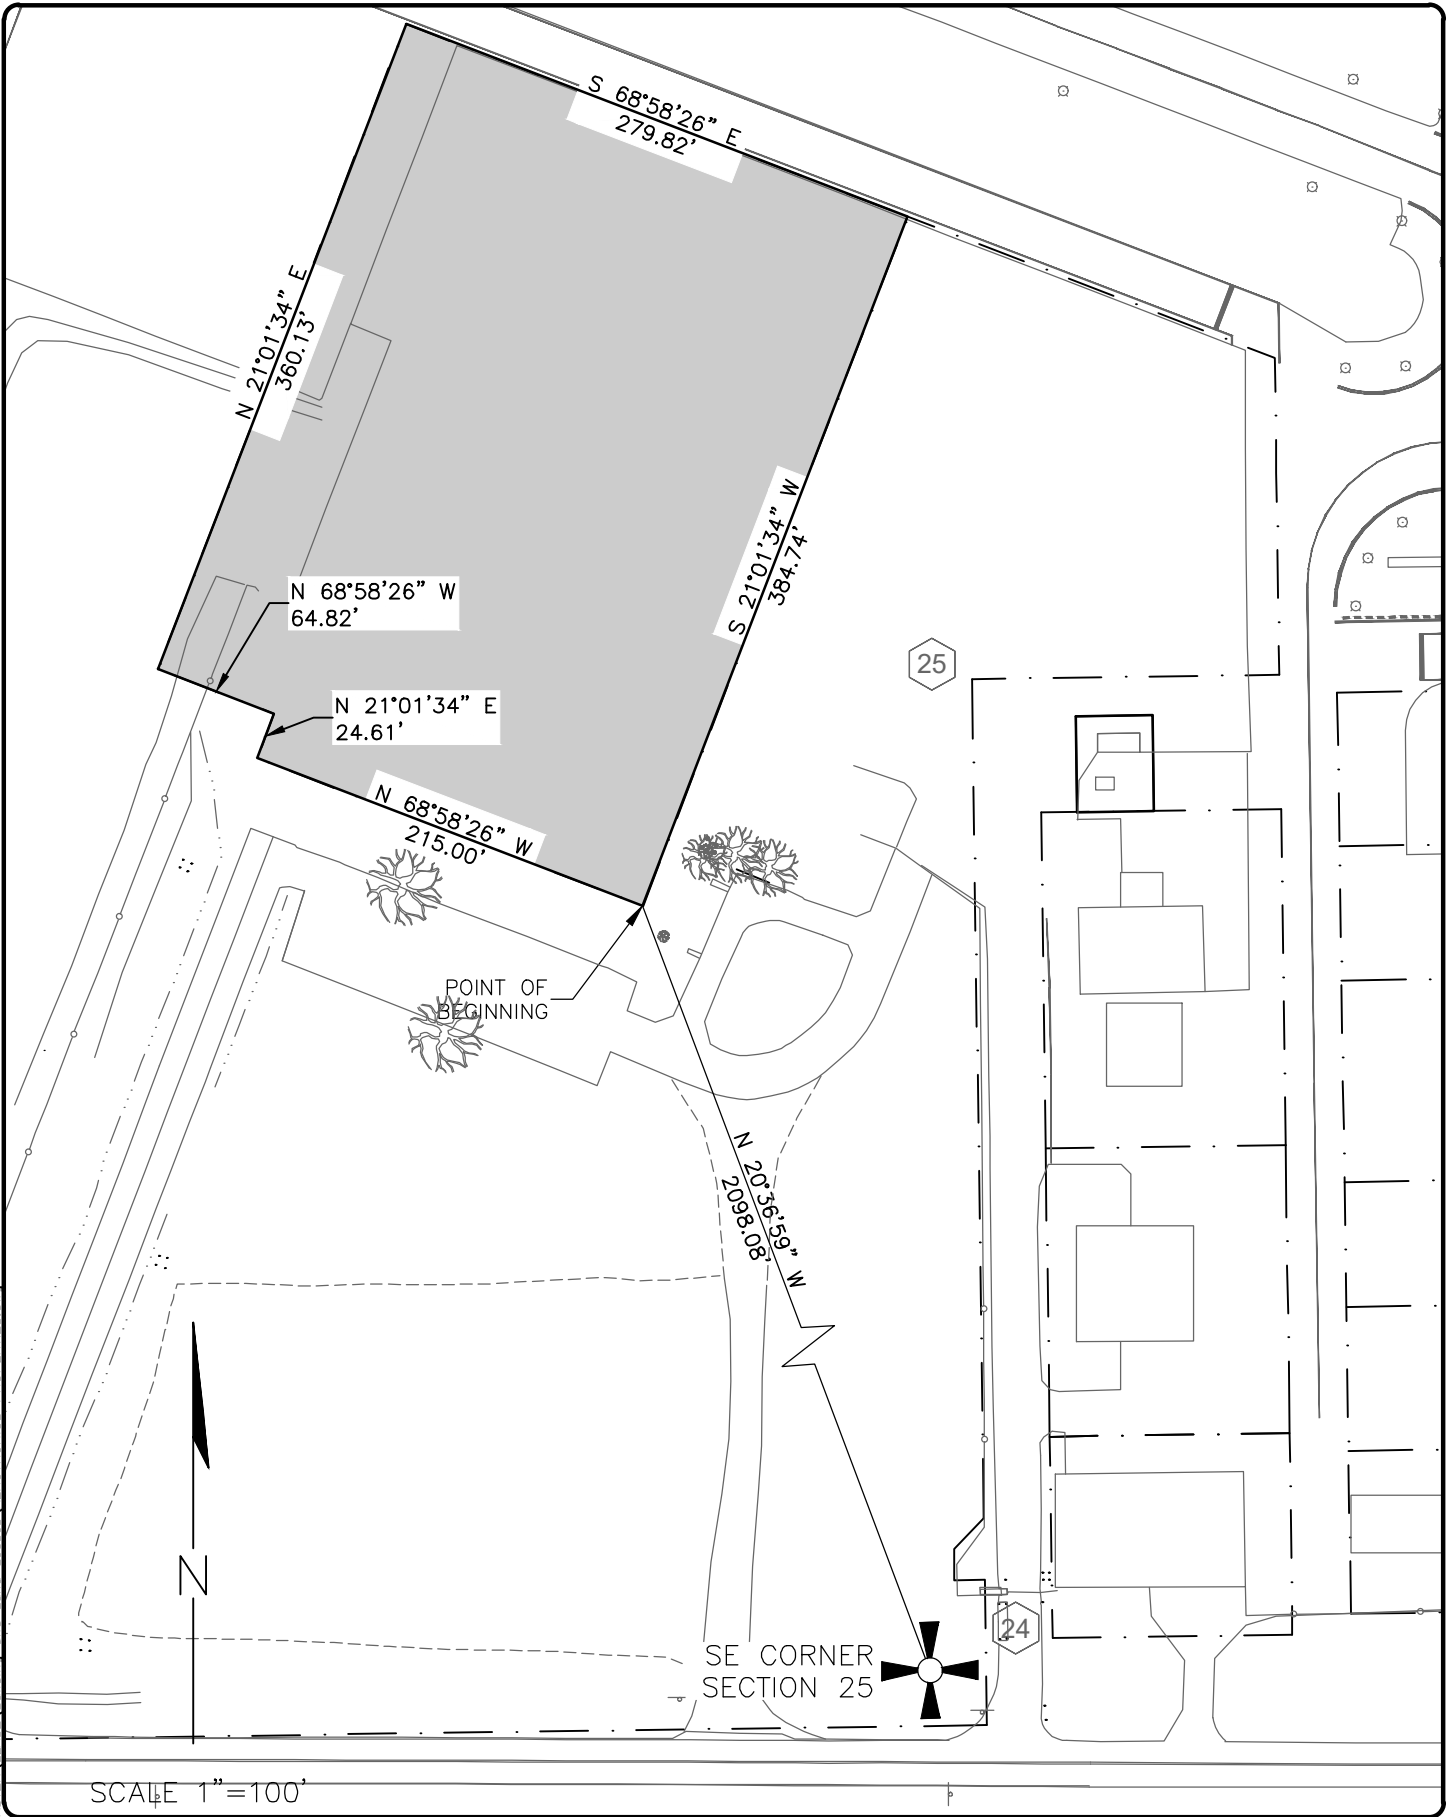 S 68°58'26" E
279.82'
N 21°01'34" E
360.13'
S 21°01'34" W
384.74'
N 68°58'26" W
64.82'
25
N 21°01'34" E
24.61'
N 68°58'26" W
215.00'
POINT OF
BEGINNING
N 20°36'59" W
2098.08'
N
24
SE CORNER
SECTION 25
SCALE 1"=100'